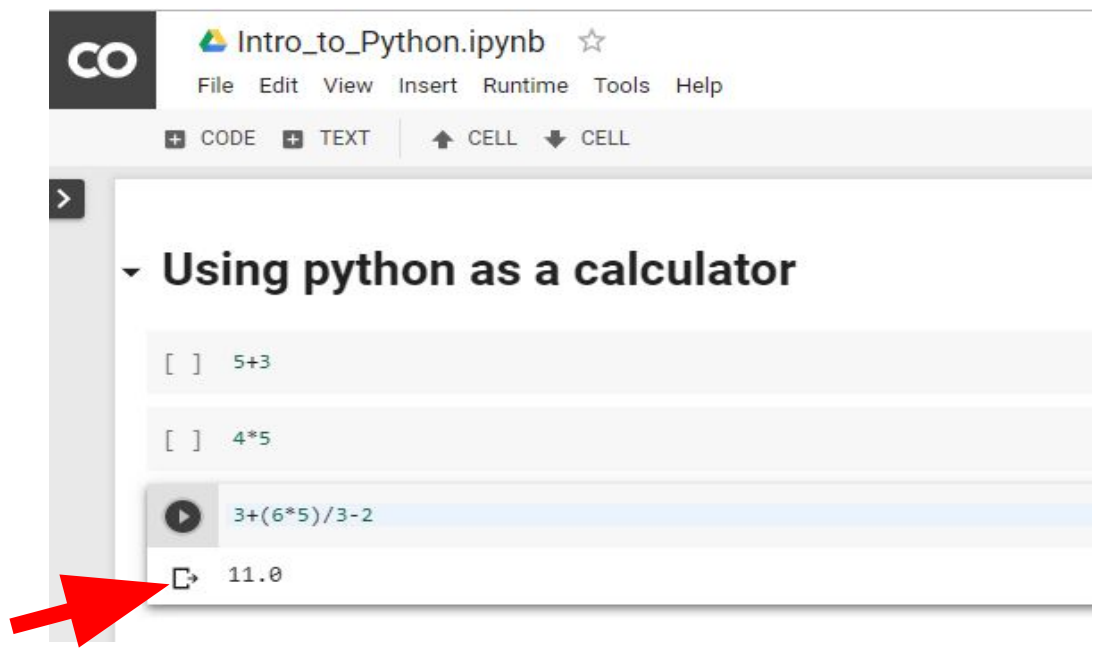 CO
Intro_to_Python.ipynb
File Edit View Insert Runtime Tools Help
CODE TEXT CELL CELL
Using python as a calculator
[ ] 5+3
[ ] 4*5
3+(6*5)/3-2
11.0